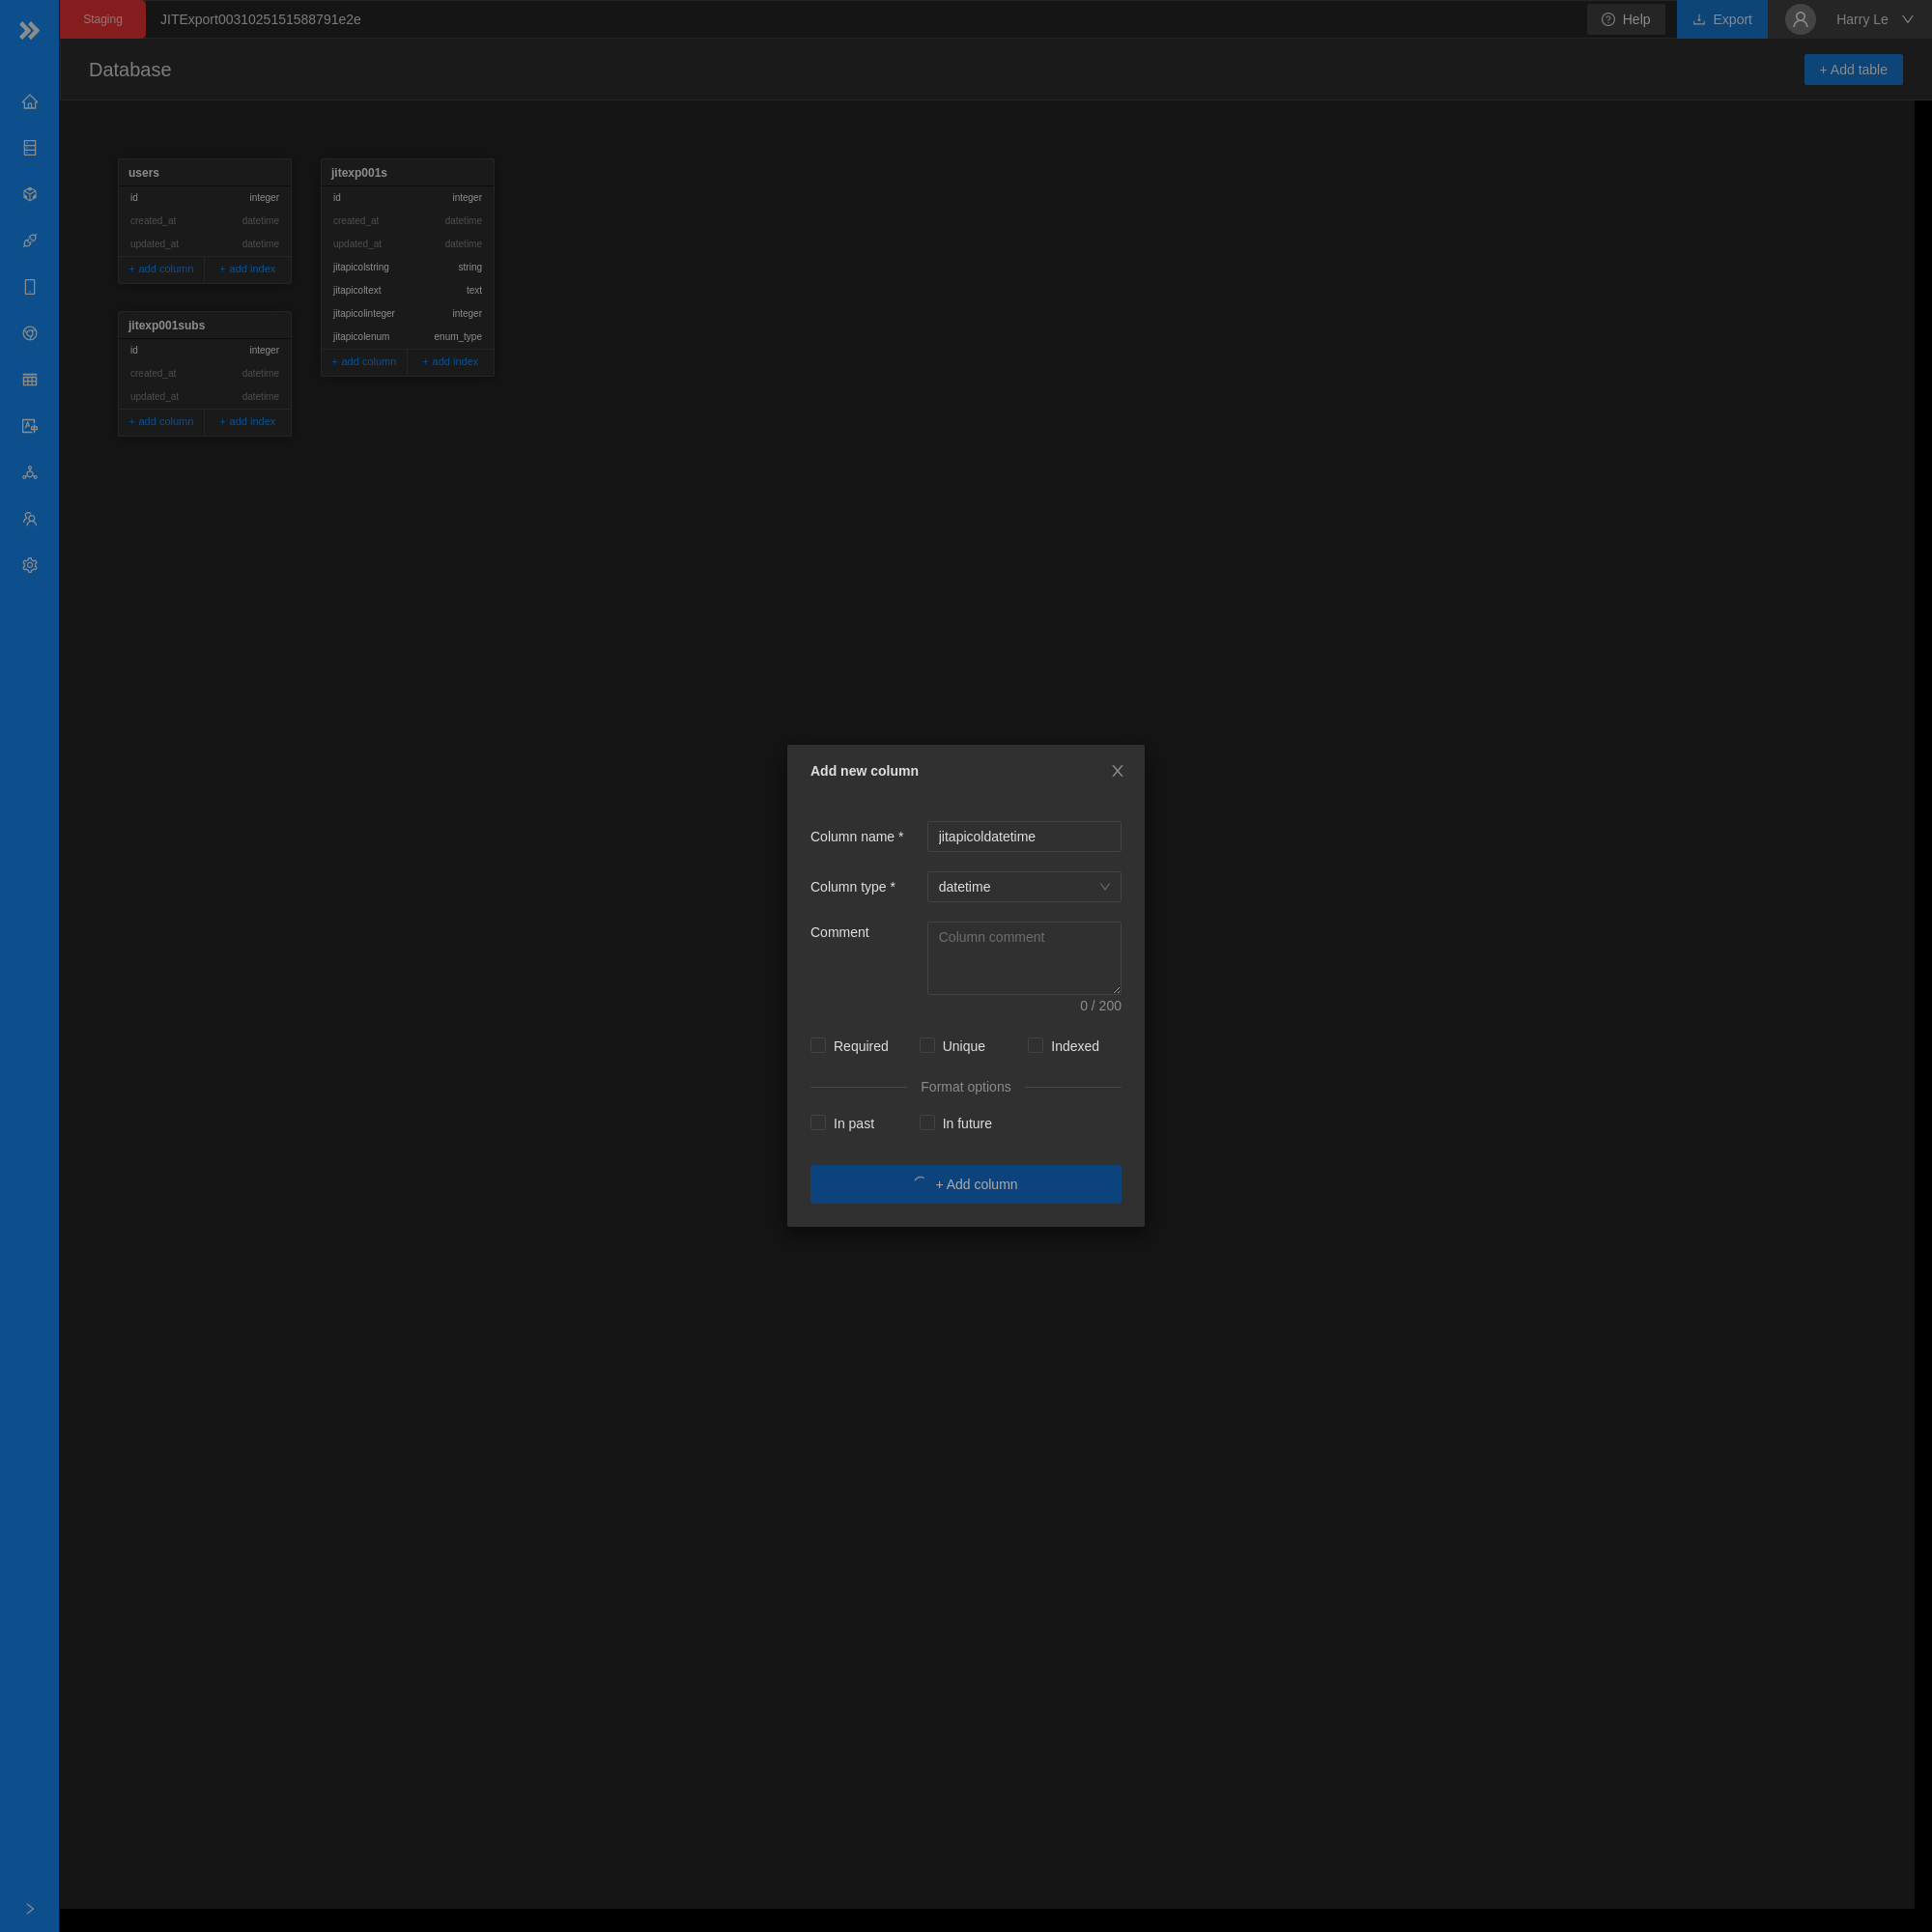 Staging
JITExport0031025151588791e2e
Help
Export
Harry Le
Database
+ Add table
users
id integer
created_at datetime
updated_at datetime
+ add column + add index
jitexp001s
id integer
created_at datetime
updated_at datetime
jitapicolstring string
jitapicoltext text
jitapicolinteger integer
jitapicolenum enum_type
+ add column + add index
jitexp001subs
id integer
created_at datetime
updated_at datetime
+ add column + add index
Add new column
Column name * jitapicoldatetime
Column type * datetime
Comment Column comment
0 / 200
Required Unique Indexed
Format options
In past In future
+ Add column